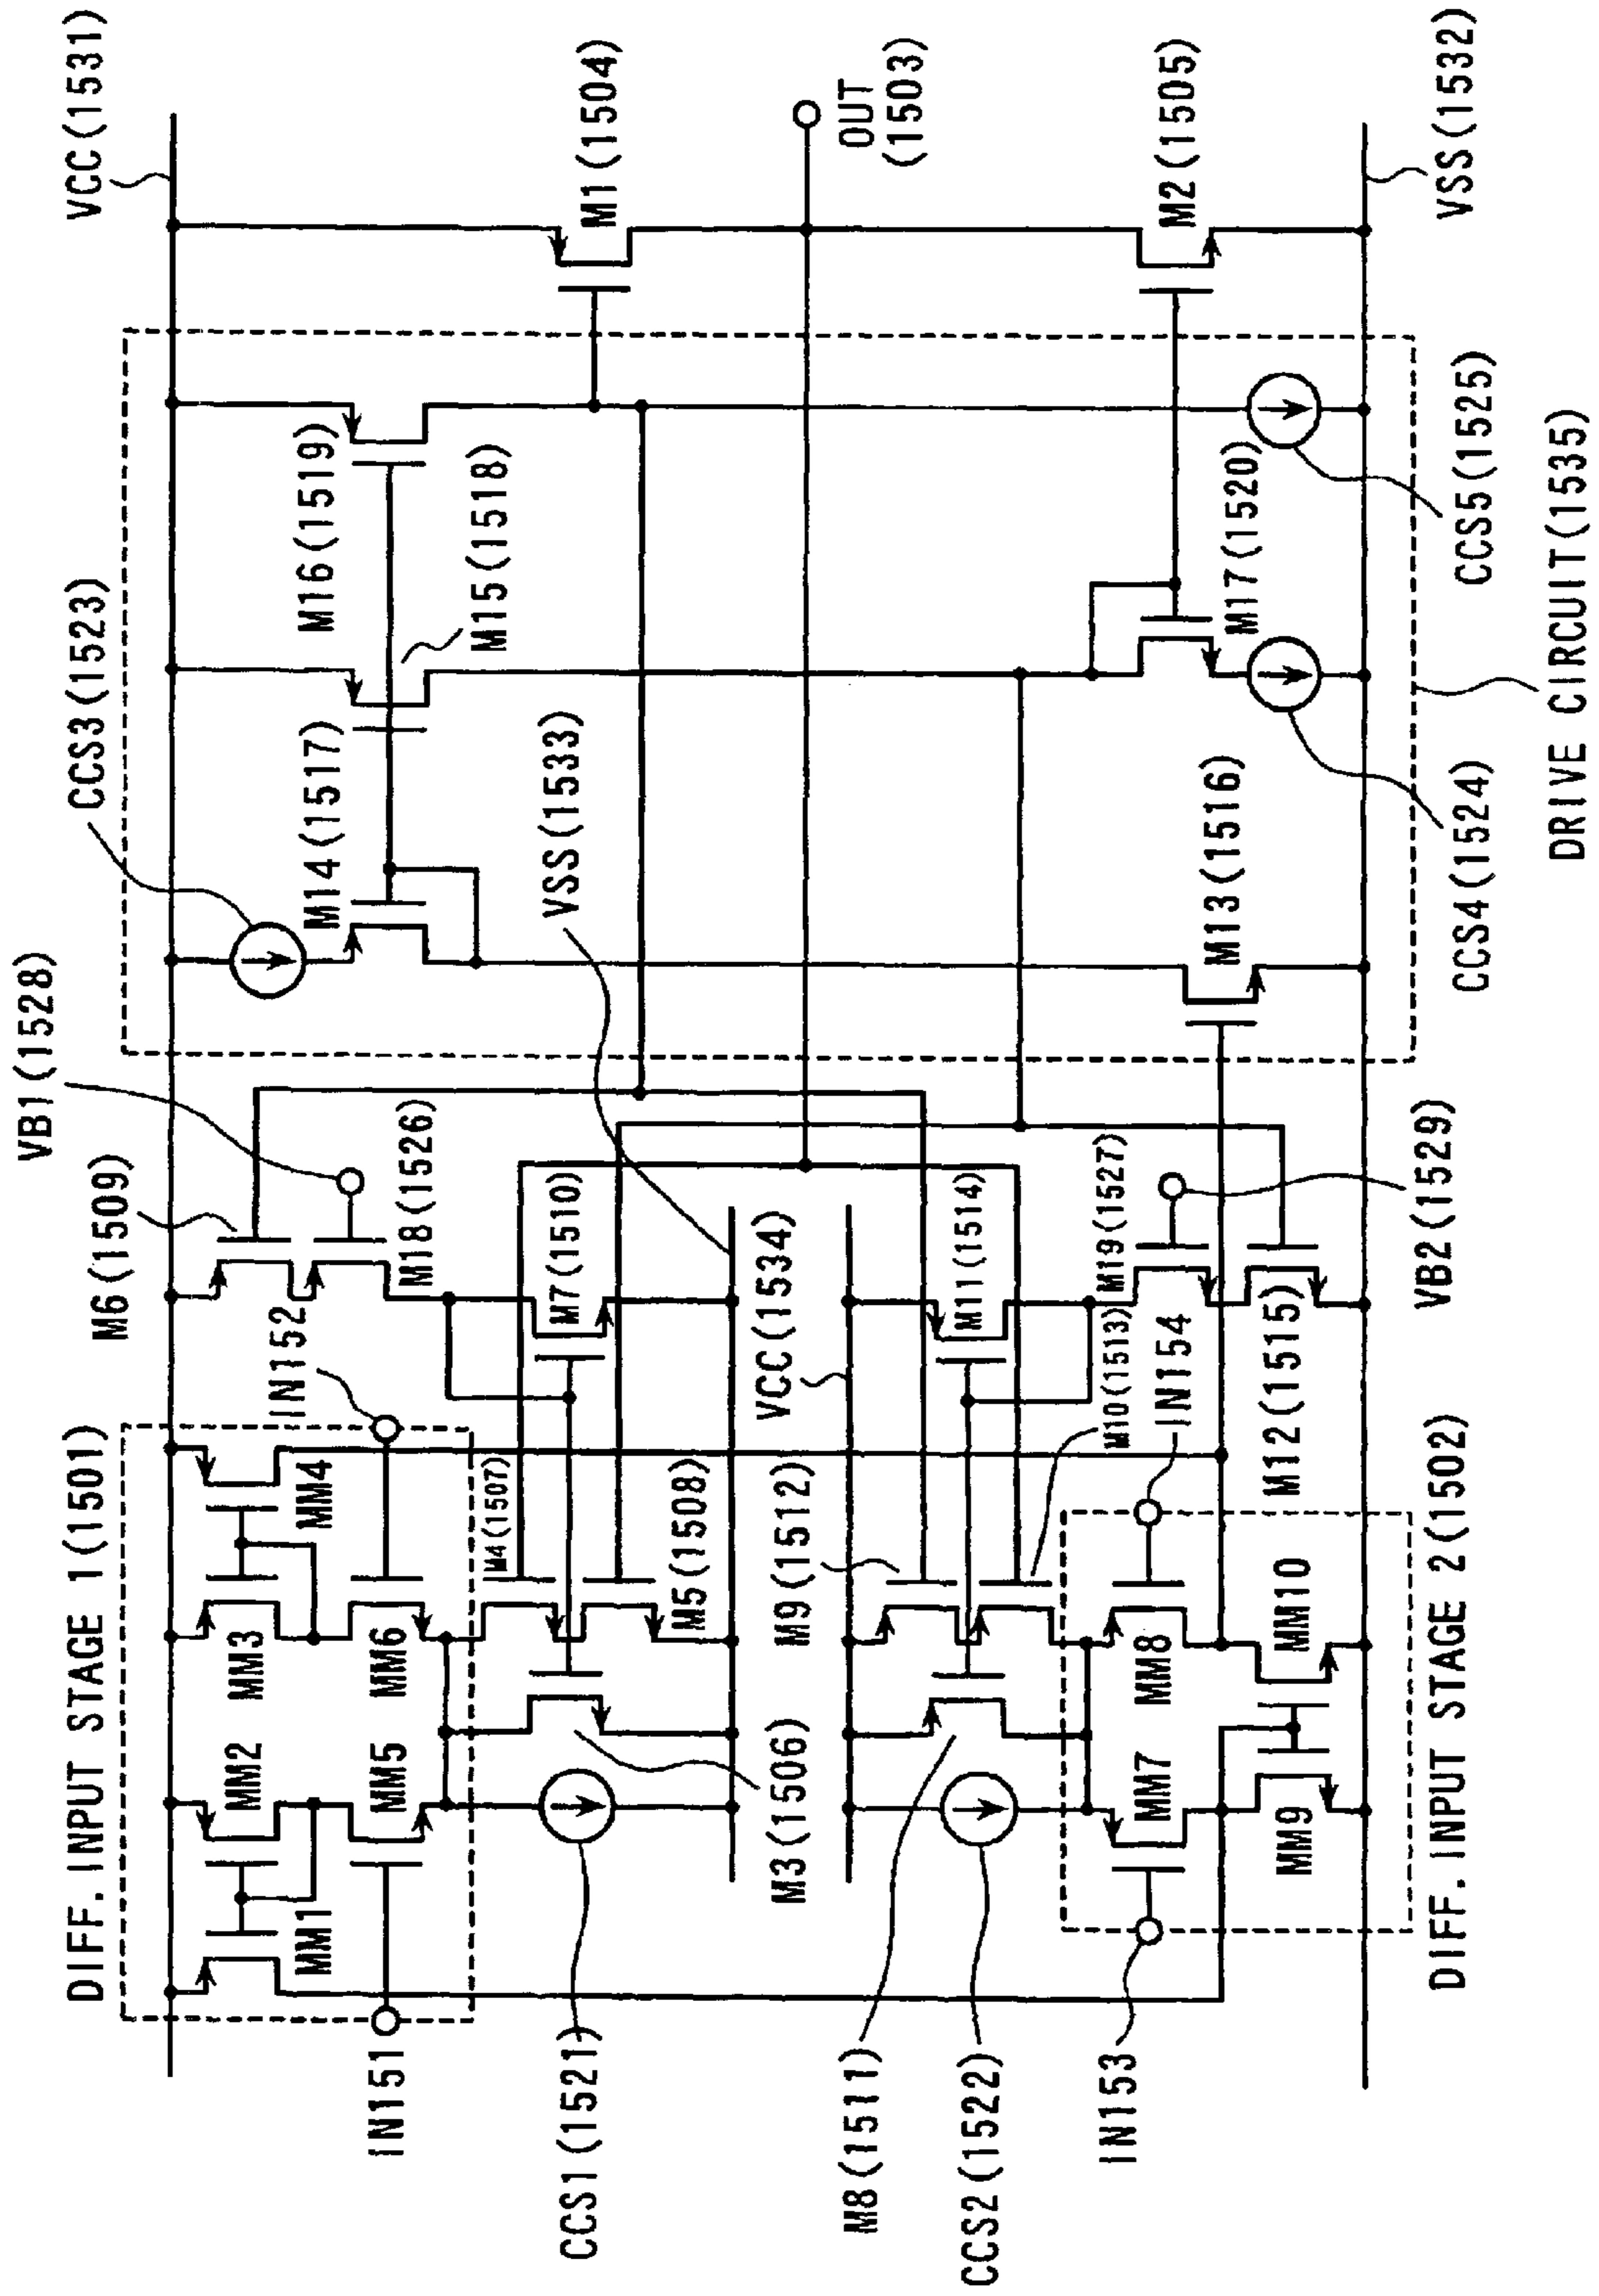 VCC(1531)
M1(1504)
OUT
(1503)
M2(1505)
VSS(1532)
CCS3(1523)
M16(1519)
M15(1518)
M14(1517)
VSS(1533)
M17(1520)
M13(1516)
CCS5(1525)
CCS4(1524)
DRIVE CIRCUIT(1535)
VB1(1528)
M6(1509)
M18(1526)
IN152
M7(1510)
VCC(1534)
M11(1514)
M19(1527)
M10(1513)
IN154
M12(1515)
VB2(1529)
DIFF. INPUT STAGE 1(1501)
MM4
MM3
MM2
MM1
MM6
MM5
M4(1507)
M5(1508)
M3(1506)
M9(1512)
MM8
MM7
MM10
MM9
DIFF. INPUT STAGE 2(1502)
IN151
CCS1(1521)
M8(1511)
CCS2(1522)
IN153